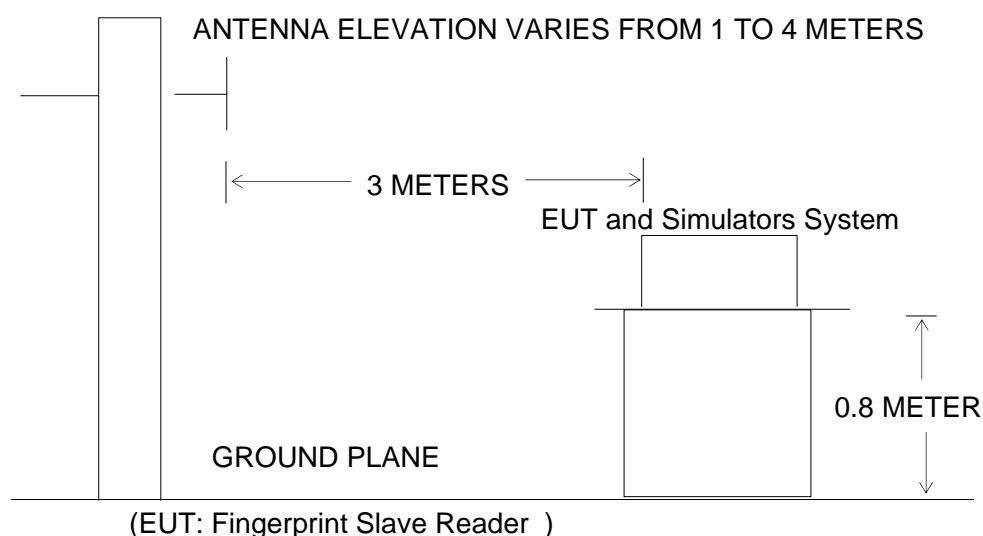 ANTENNA ELEVATION VARIES FROM 1 TO 4 METERS
3 METERS
EUT and Simulators System
0.8 METER
GROUND PLANE
(EUT: Fingerprint Slave Reader )